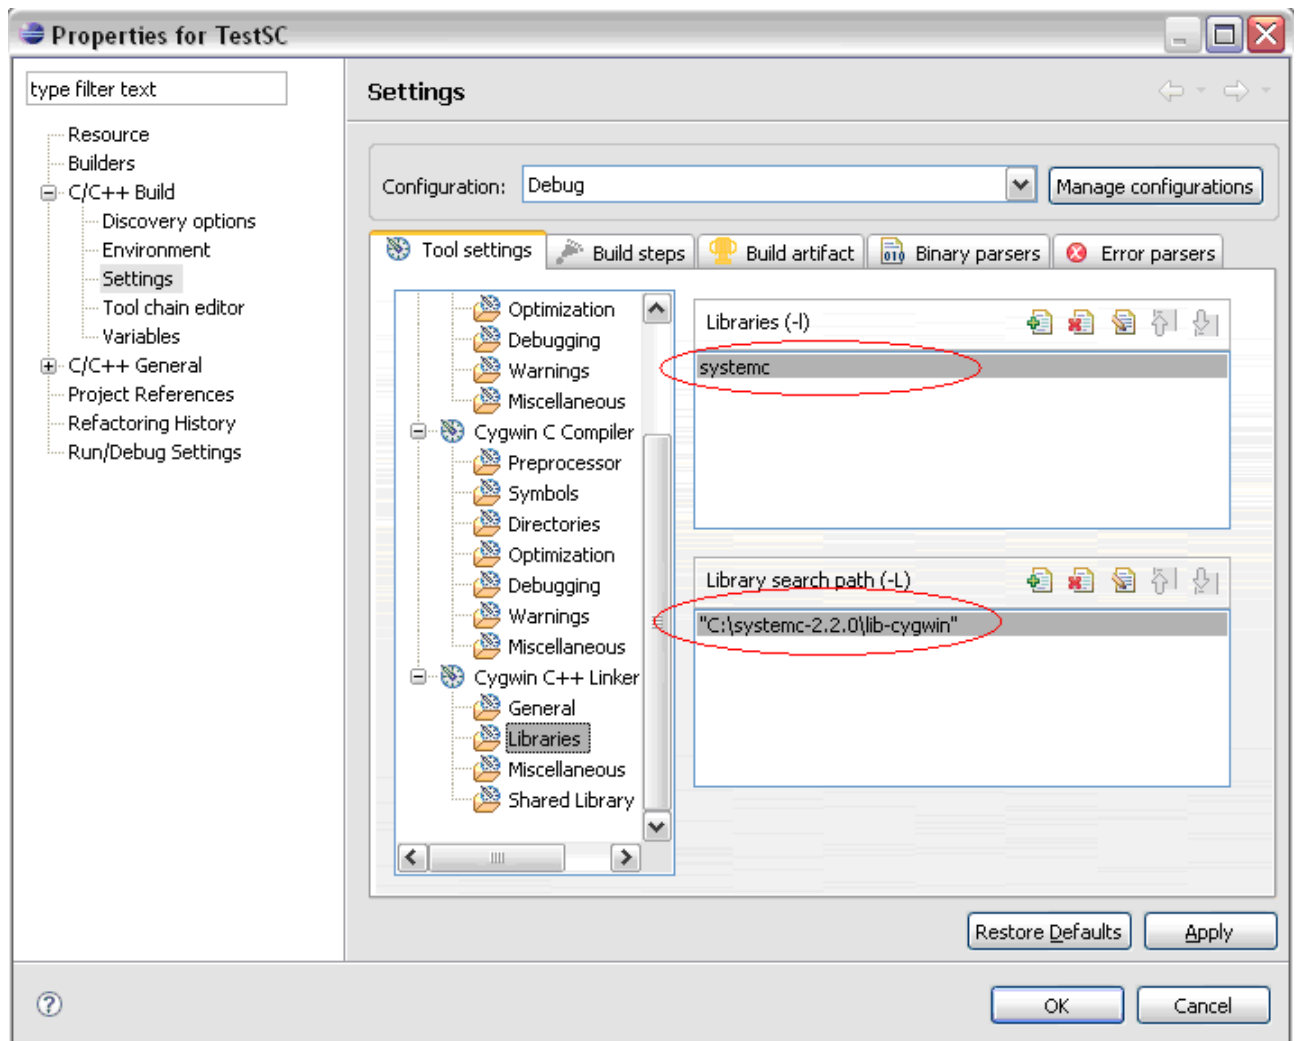 Properties for TestSC
type filter text
Resource
Builders
C/C++ Build
Discovery options
Environment
Settings
Tool chain editor
Variables
C/C++ General
Project References
Refactoring History
Run/Debug Settings
Settings
Configuration: Debug Manage configurations
Tool settings Build steps Build artifact 010 Binary parsers Error parsers
Optimization
Debugging
Warnings
Miscellaneous
Cygwin C Compiler
Preprocessor
Symbols
Directories
Optimization
Debugging
Warnings
Miscellaneous
Cygwin C++ Linker
General
Libraries
Miscellaneous
Shared Library
Libraries (-l)
systemc
Library search path (-L)
"C:\systemc-2.2.0\lib-cygwin"
Restore Defaults Apply
? OK Cancel